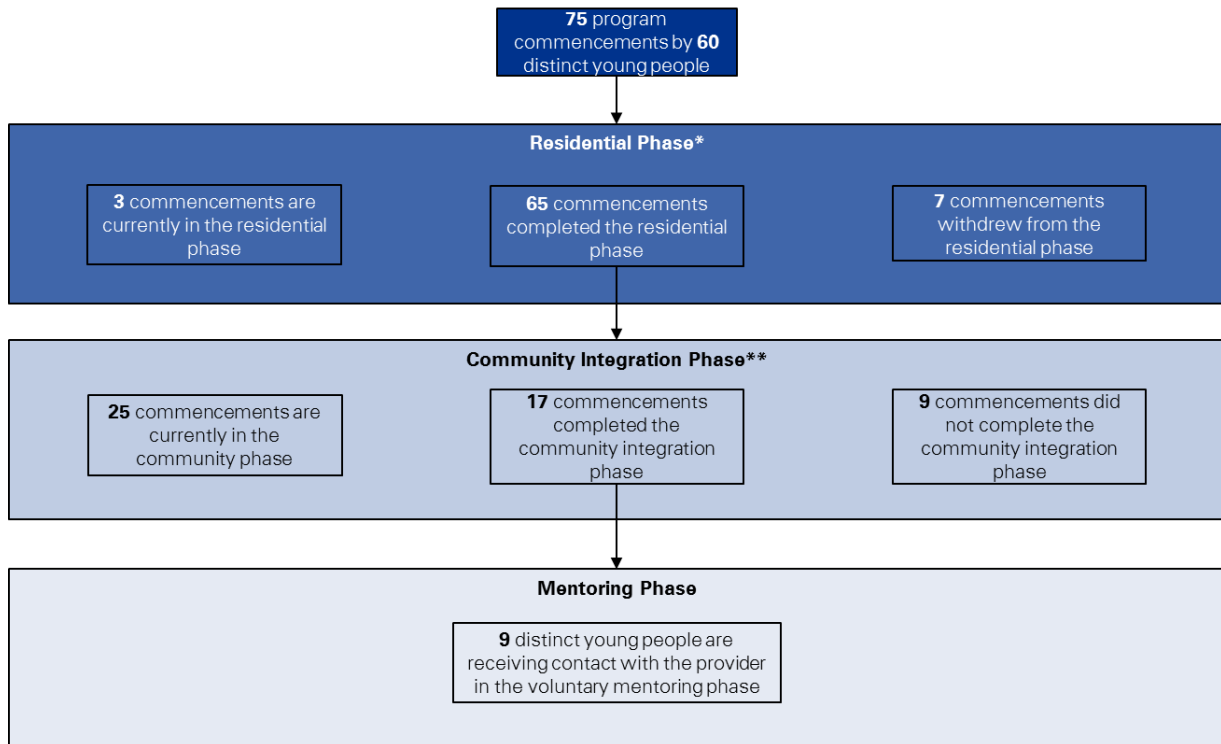 75 program
commencements by 60
distinct young people
Residential Phase*
3 commencements are
currently in the residential
phase
65 commencements
completed the residential
phase
7 commencements
withdrew from the
residential phase
Community Integration Phase**
25 commencements are
currently in the
community phase
17 commencements
completed the
community integration
phase
9 commencements did
not complete the
community integration
phase
Mentoring Phase
9 distinct young people are
receiving contact with the provider
in the voluntary mentoring phase